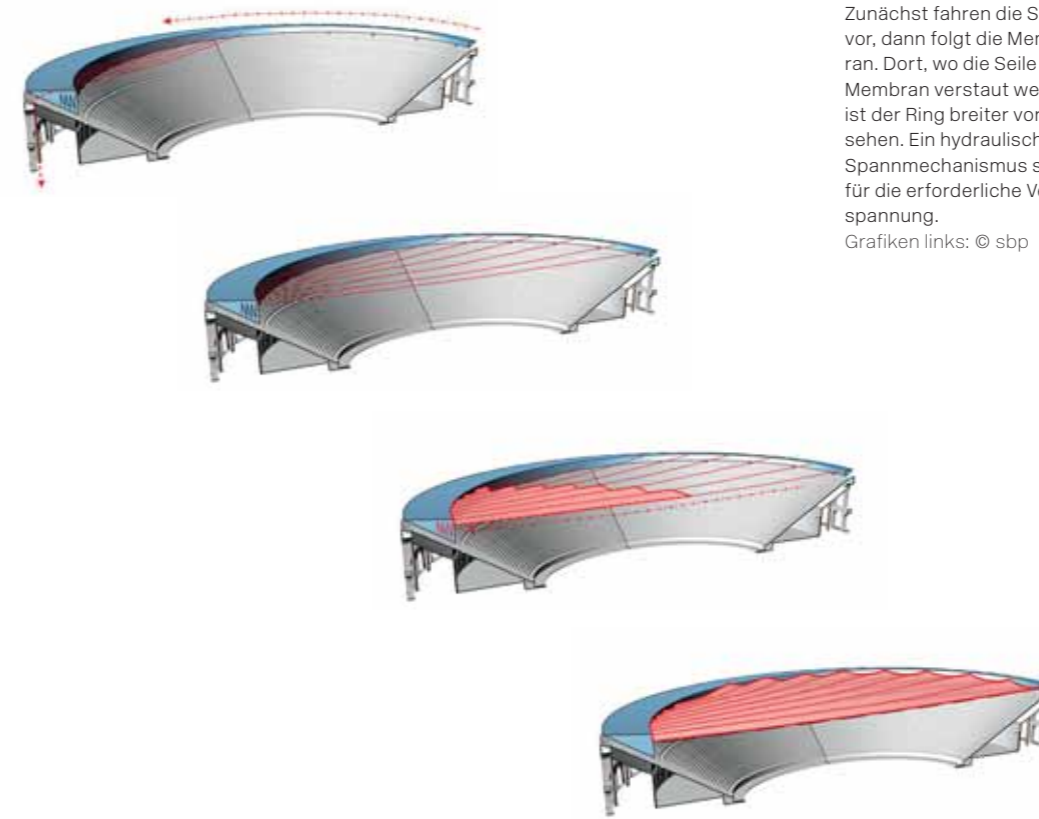 Zunächst fahren die S
vor, dann folgt die Mem
ran. Dort, wo die Seile
Membran verstaut we
ist der Ring breiter vor
sehen. Ein hydraulisch
Spannmechanismus s
für die erforderliche Vo
spannung.
Grafiken links: © sbp